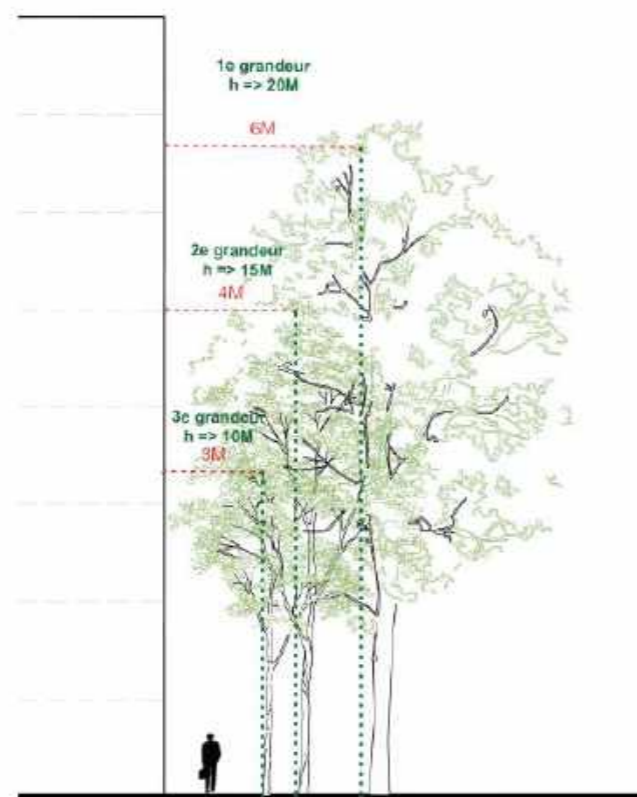 1e grandeur
h => 20M
6M
2e grandeur
h => 15M
4M
3e grandeur
h => 10M
3M